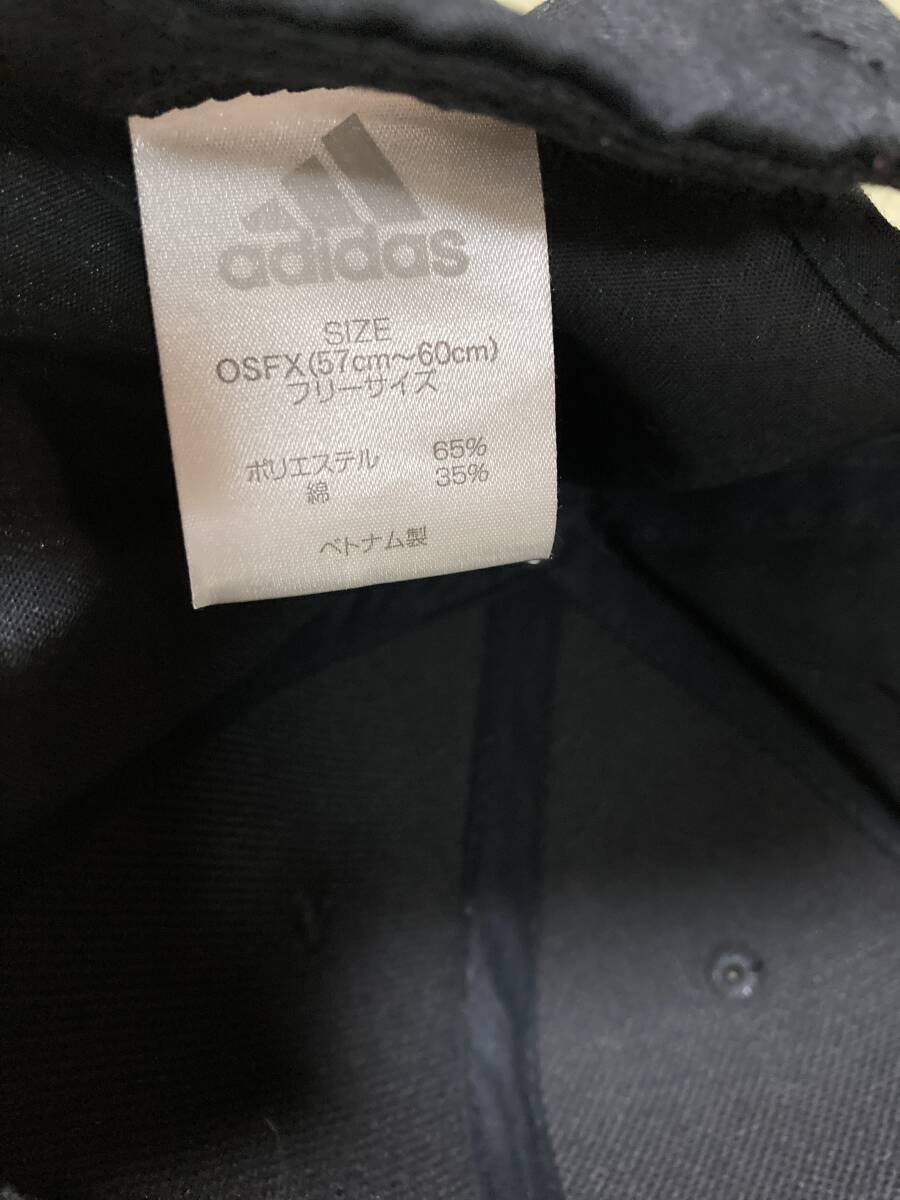 adidas
SIZE
OSFX(57cm～60cm)
フリーサイズ
ポリエステル 65%
綿 35%
ベトナム製